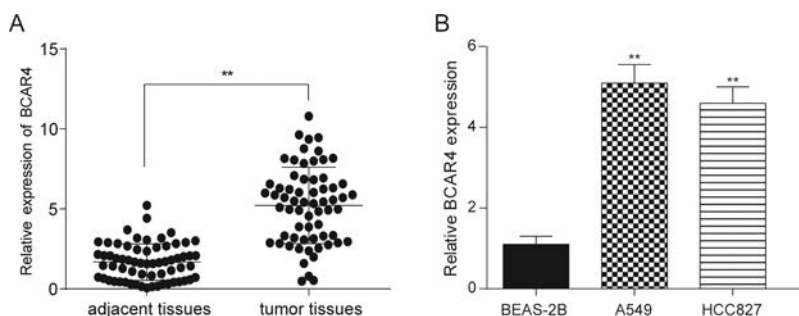 A
Relative expression of BCAR4
15
10
5
0
**
adjacent tissues
tumor tissues
B
Relative BCAR4 expression
6
4
2
0
**
**
BEAS-2B
A549
HCC827